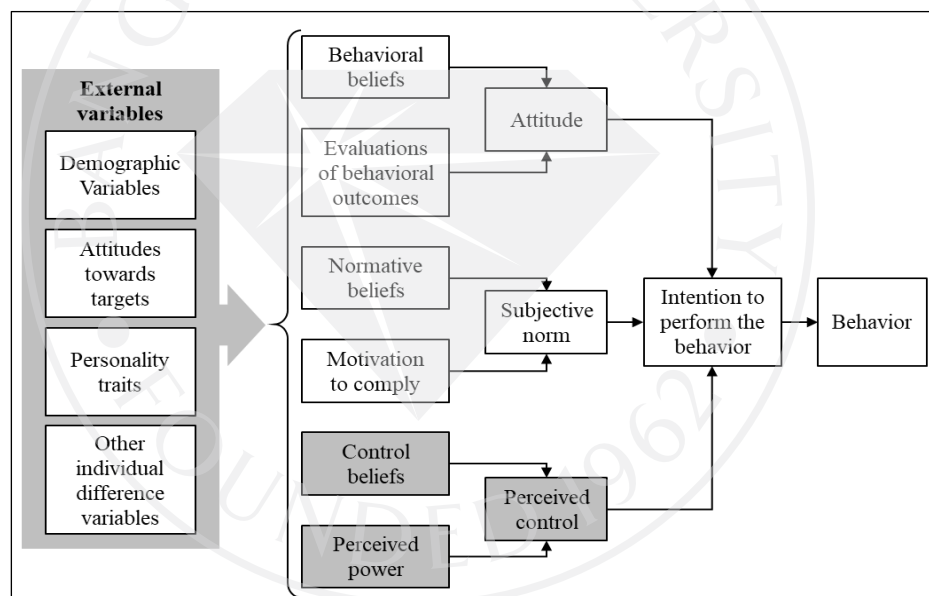 External
variables
Demographic
Variables
Attitudes
towards
targets
Personality
traits
Other
individual
difference
variables
Behavioral
beliefs
Evaluations
of behavioral
outcomes
Attitude
Normative
beliefs
Motivation
to comply
Subjective
norm
Control
beliefs
Perceived
power
Perceived
control
Intention to
perform the
behavior
Behavior
FOUNDED 1962